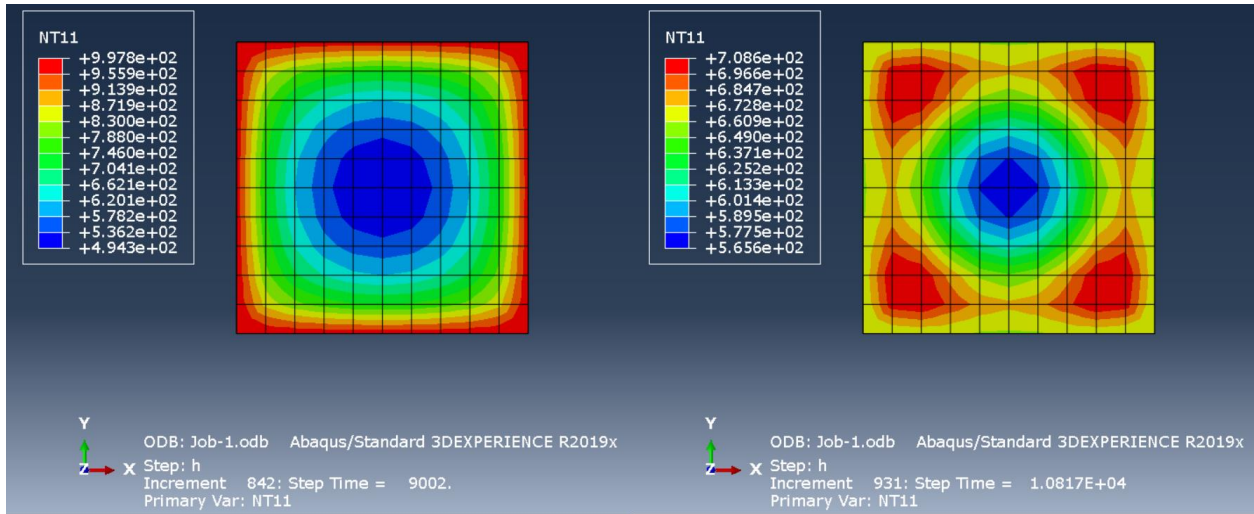 NT11
+9.978e+02
+9.559e+02
+9.139e+02
+8.719e+02
+8.300e+02
+7.880e+02
+7.460e+02
+7.041e+02
+6.621e+02
+6.201e+02
+5.782e+02
+5.362e+02
+4.943e+02
Y
Z X
ODB: Job-1.odb Abaqus/Standard 3DEXPERIENCE R2019x
Step: h
Increment 842: Step Time = 9002.
Primary Var: NT11
NT11
+7.086e+02
+6.966e+02
+6.847e+02
+6.728e+02
+6.609e+02
+6.490e+02
+6.371e+02
+6.252e+02
+6.133e+02
+6.014e+02
+5.895e+02
+5.775e+02
+5.656e+02
Y
Z X
ODB: Job-1.odb Abaqus/Standard 3DEXPERIENCE R2019x
Step: h
Increment 931: Step Time = 1.0817E+04
Primary Var: NT11